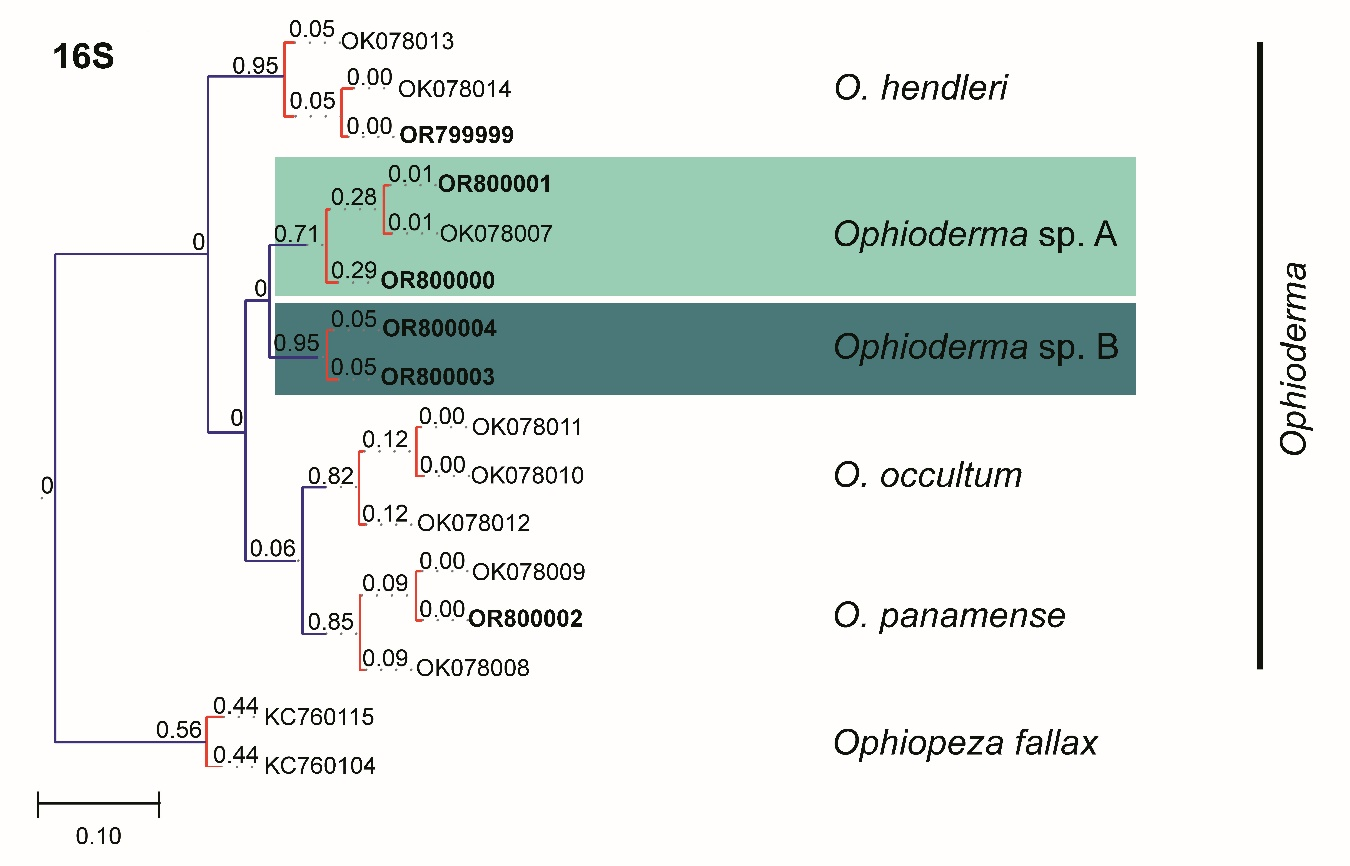 16S
0.05 OK078013
0.95
0.00 OK078014
0.05
0.00 OR799999
O. hendleri
0.01 OR800001
0.28
0.01 OK078007
0.71
0.29 OR800000
Ophioderma sp. A
0
0
0.05 OR800004
0.95
0.05 OR800003
Ophioderma sp. B
0
0.00 OK078011
0.12
0.00 OK078010
0.82
0.12 OK078012
O. occultum
0
0.06
0.00 OK078009
0.09
0.00 OR800002
0.85
0.09 OK078008
O. panamense
Ophioderma
0.44 KC760115
0.56
0.44 KC760104
Ophiopeza fallax
0.10